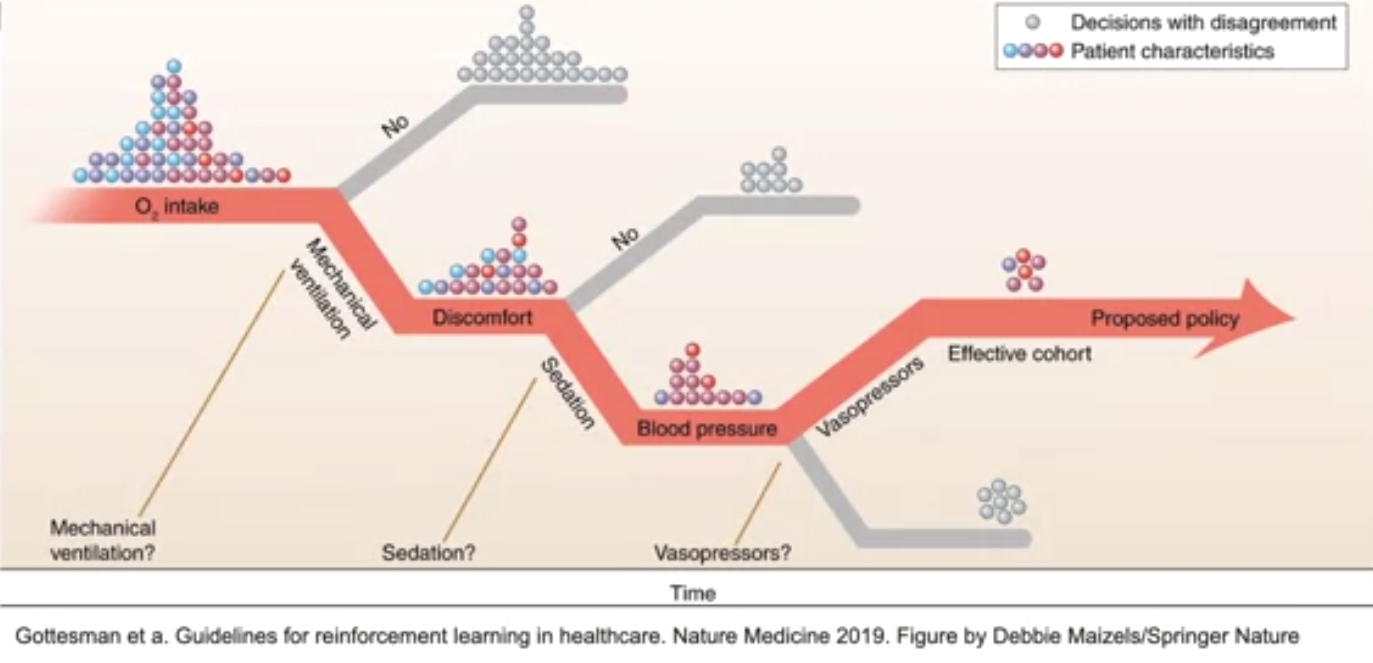 Decisions with disagreement
Patient characteristics
No
O₂ intake
Mechanical
ventilation
No
Discomfort
Sedation
Proposed policy
Effective cohort
Vasopressors
Blood pressure
Mechanical
ventilation?
Sedation?
Vasopressors?
Time
Gottesman et a. Guidelines for reinforcement learning in healthcare. Nature Medicine 2019. Figure by Debbie Maizels/Springer Nature